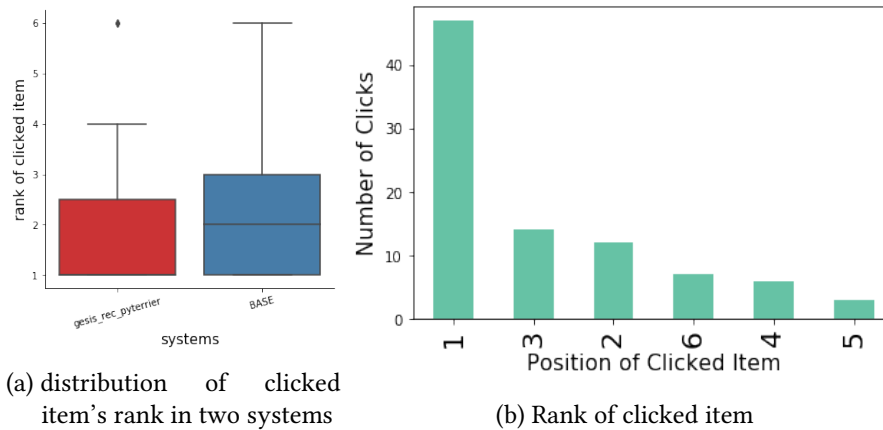 6
5
4
3
2
1
rank of clicked item
gesis_rec_pyterrier
BASE
systems
(a) distribution of clicked
item's rank in two systems
40
30
20
10
0
Number of Clicks
1
3
2
6
4
5
Position of Clicked Item
(b) Rank of clicked item